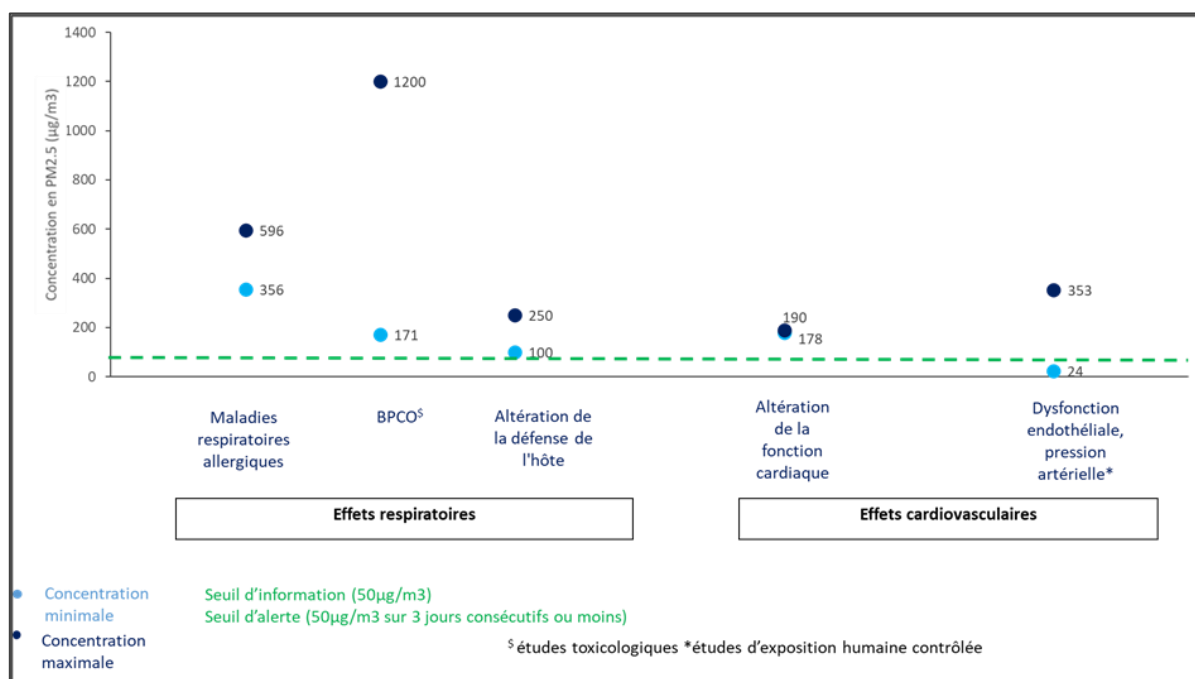 Concentration en PM2.5 (µg/m3)
1400
1200
1000
800
600
400
200
0
596
356
1200
171
250
100
190
178
353
24
Maladies
respiratoires
allergiques
BPCO$
Altération de
la défense de
l'hôte
Altération
de la
fonction
cardiaque
Dysfonction
endothéliale,
pression
artérielle*
Effets respiratoires
Effets cardiovasculaires
Concentration
minimale
Concentration
maximale
Seuil d’information (50µg/m3)
Seuil d’alerte (50µg/m3 sur 3 jours consécutifs ou moins)
$ études toxicologiques *études d’exposition humaine contrôlée